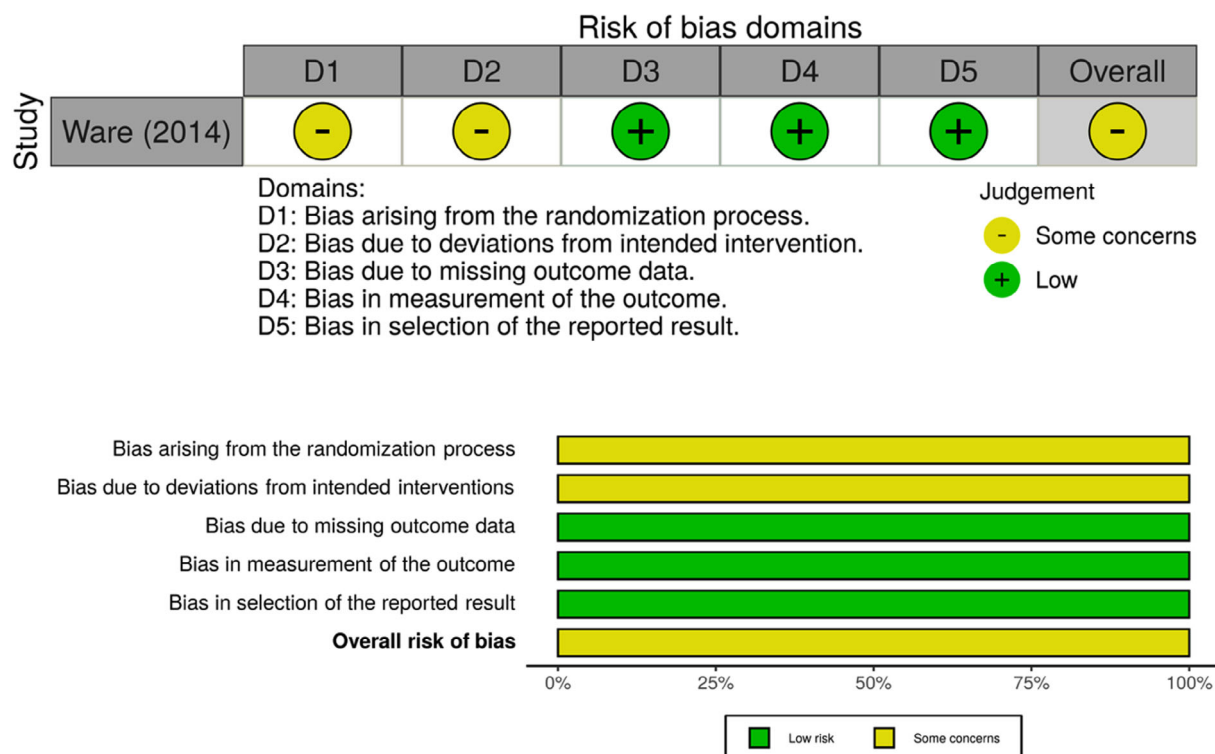 Risk of bias domains
D1 D2 D3 D4 D5 Overall
Study
Ware (2014) - - + + + -
Domains:
D1: Bias arising from the randomization process.
D2: Bias due to deviations from intended intervention.
D3: Bias due to missing outcome data.
D4: Bias in measurement of the outcome.
D5: Bias in selection of the reported result.
Judgement
- Some concerns
+ Low
Bias arising from the randomization process
Bias due to deviations from intended interventions
Bias due to missing outcome data
Bias in measurement of the outcome
Bias in selection of the reported result
Overall risk of bias
0% 25% 50% 75% 100%
Low risk Some concerns